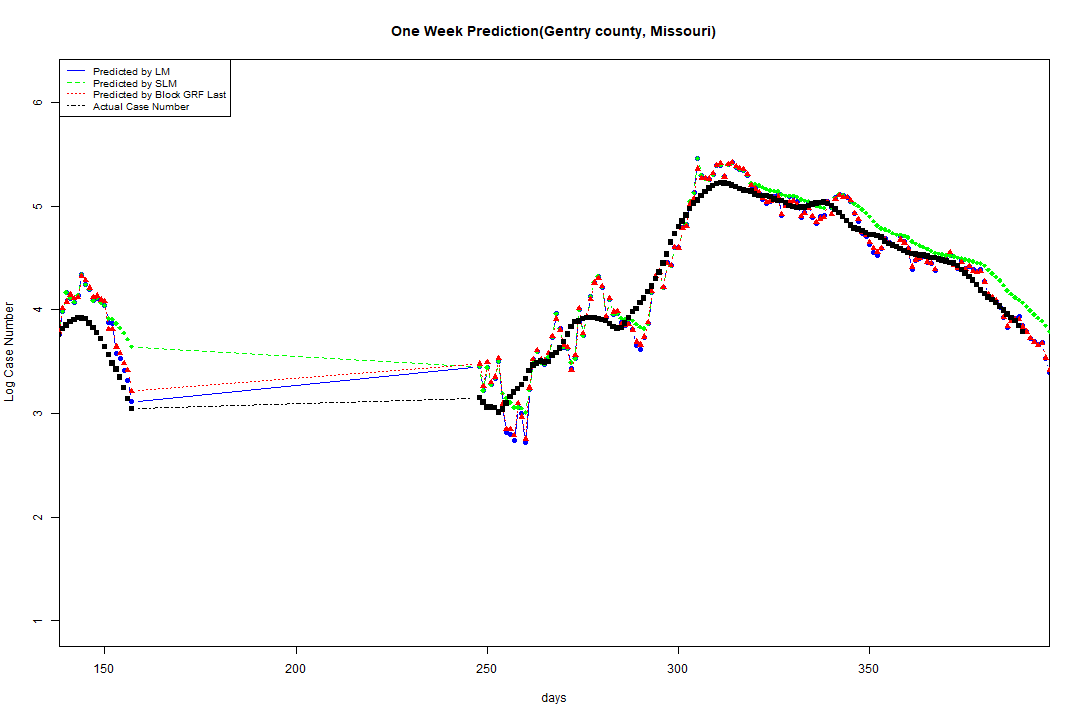 One Week Prediction(Gentry county, Missouri)
Predicted by LM
Predicted by SLM
Predicted by Block GRF Last
Actual Case Number
6
5
4
3
2
1
Log Case Number
150 200 250 300 350
days